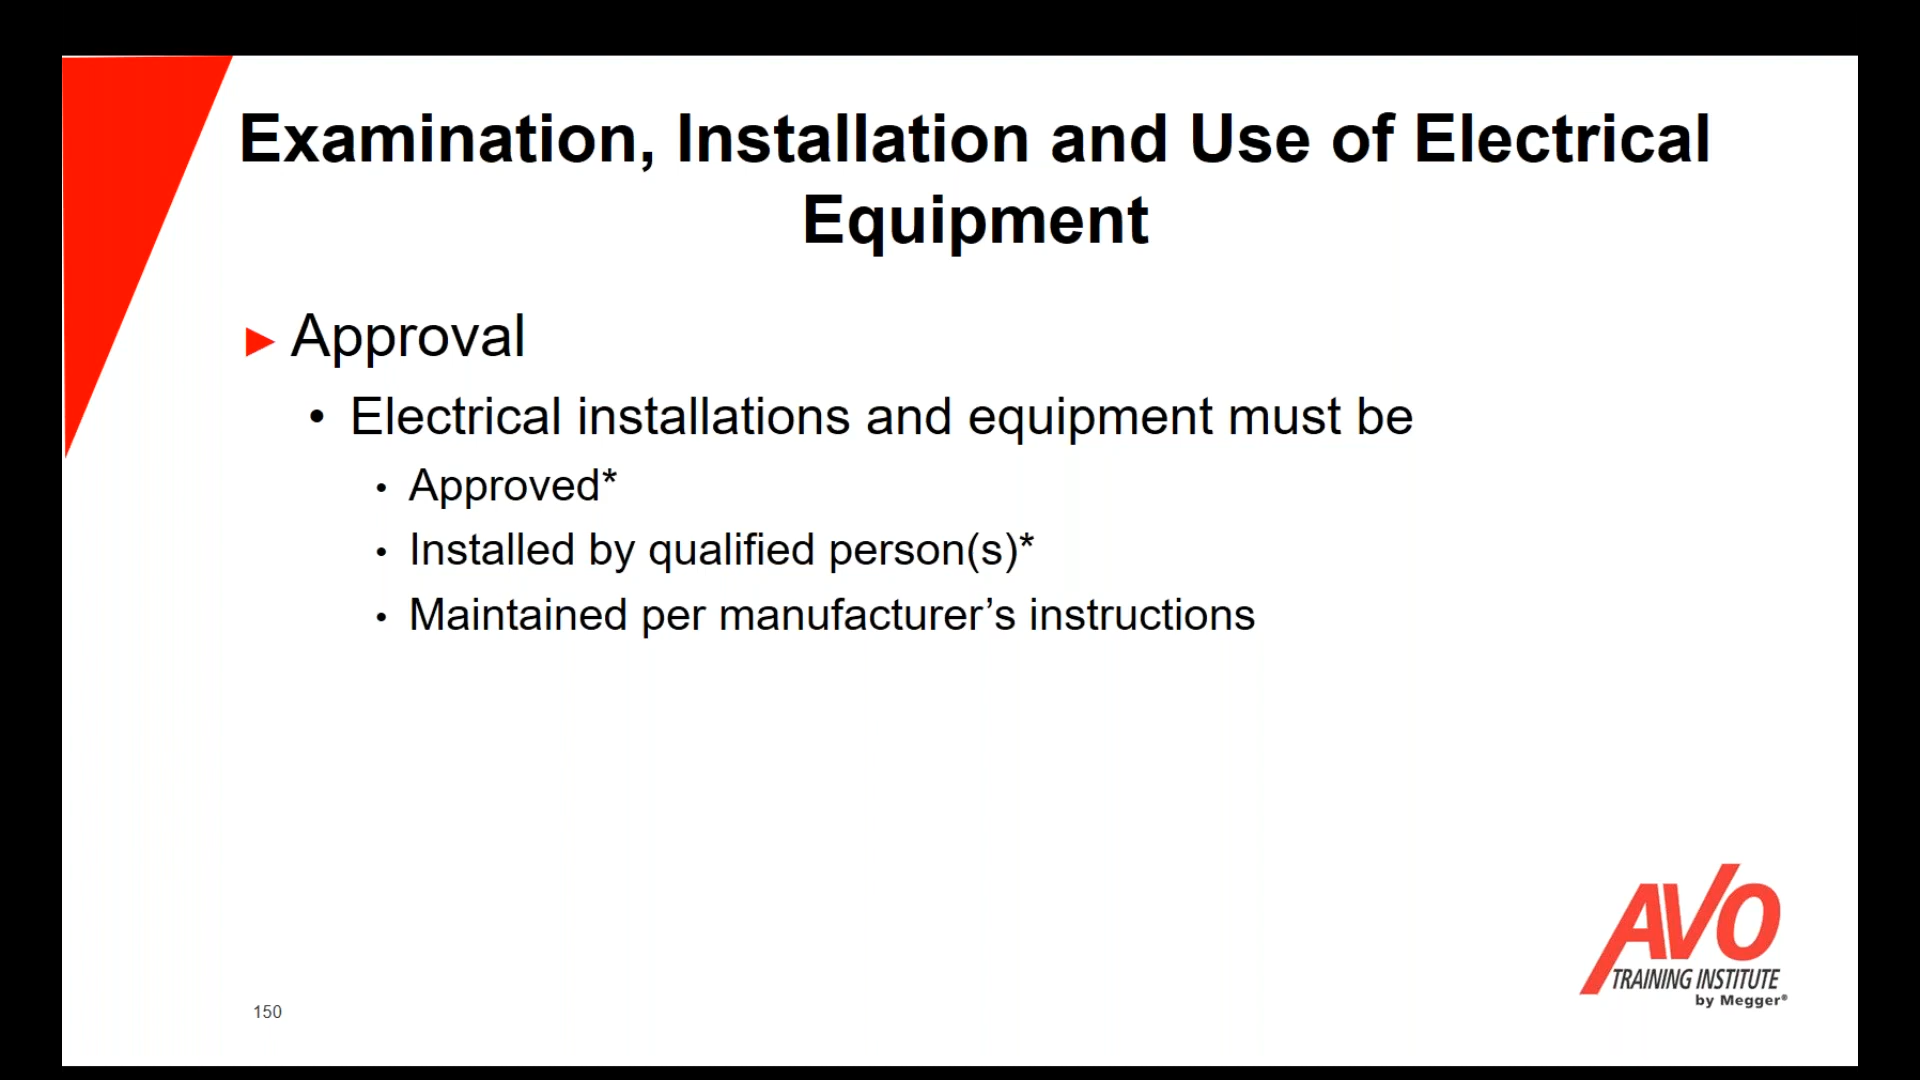 Examination, Installation and Use of Electrical
Equipment
► Approval
• Electrical installations and equipment must be
• Approved*
• Installed by qualified person(s)*
• Maintained per manufacturer’s instructions
AVO
TRAINING INSTITUTE
by Megger®
150